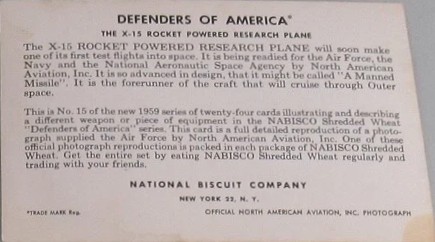 DEFENDERS OF AMERICA*
THE X-15 ROCKET POWERED RESEARCH PLANE
The X-15 ROCKET POWERED RESEARCH PLANE will soon make
one of its first test flights into space. It is being readied for the Air Force, the
Navy and the National Aeronautic Space Agency by North American
Aviation, Inc. It is so advanced in design, that it might be called "A Manned
Missile". It is the forerunner of the craft that will cruise through Outer
space.
This is No. 15 of the new 1959 series of twenty-four cards illustrating and describing
a different weapon or piece of equipment in the NABISCO Shredded Wheat
"Defenders of America" series. This card is a full detailed reproduction of a photo-
graph supplied the Air Force by North American Aviation, Inc. One of these
official photograph reproductions is packed in each package of NABISCO Shredded
Wheat. Get the entire set by eating NABISCO Shredded Wheat regularly and
trading with your friends.
NATIONAL BISCUIT COMPANY
NEW YORK 22, N. Y.
*TRADE MARK Reg. OFFICIAL NORTH AMERICAN AVIATION, INC. PHOTOGRAPH